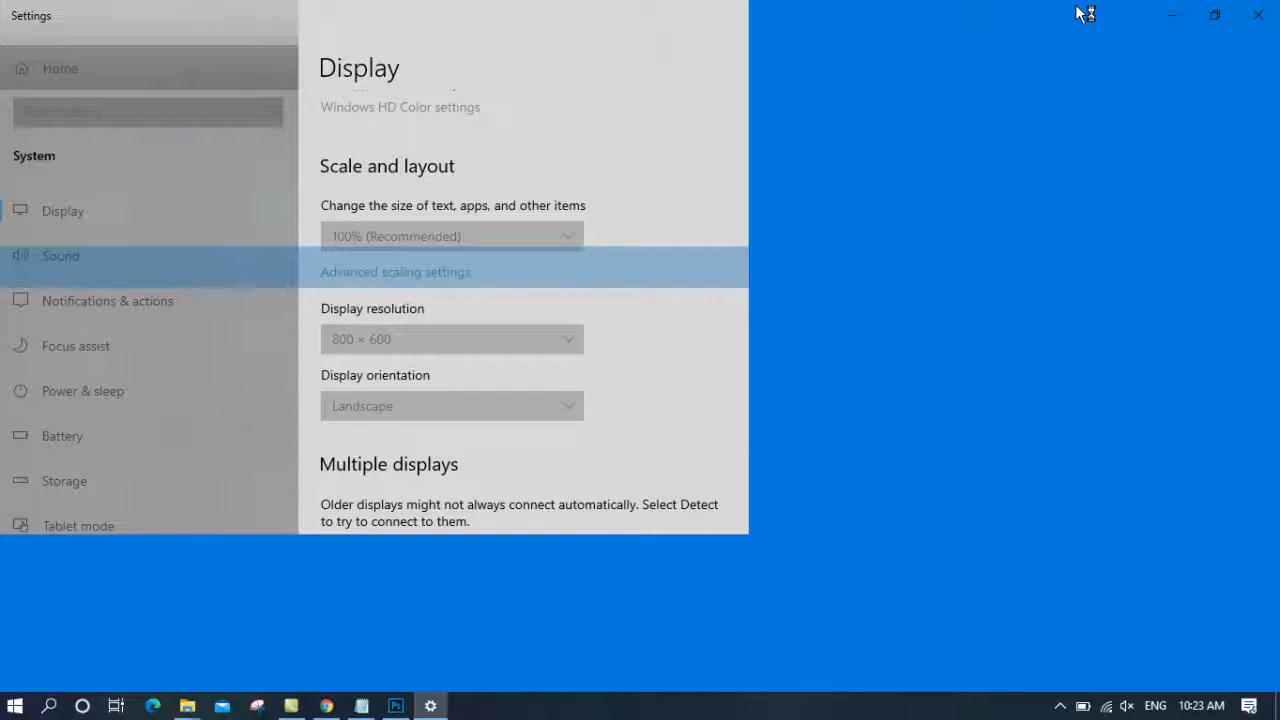 Settings
Home
System
Display
Sound
Notifications & actions
Focus assist
Power & sleep
Battery
Storage
Tablet mode
Display
Windows HD Color settings
Scale and layout
Change the size of text, apps, and other items
100% (Recommended)
Advanced scaling settings
Display resolution
800 × 600
Display orientation
Landscape
Multiple displays
Older displays might not always connect automatically. Select Detect
to try to connect to them.
Ps
ENG
10:23 AM